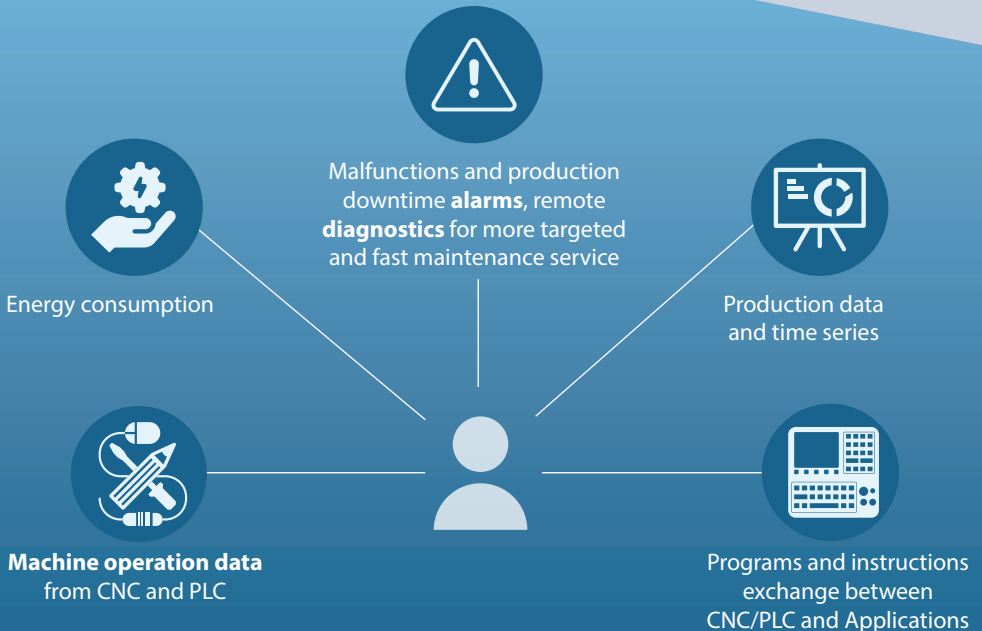 Malfunctions and production
downtime alarms, remote
diagnostics for more targeted
and fast maintenance service
Energy consumption
Production data
and time series
Machine operation data
from CNC and PLC
Programs and instructions
exchange between
CNC/PLC and Applications